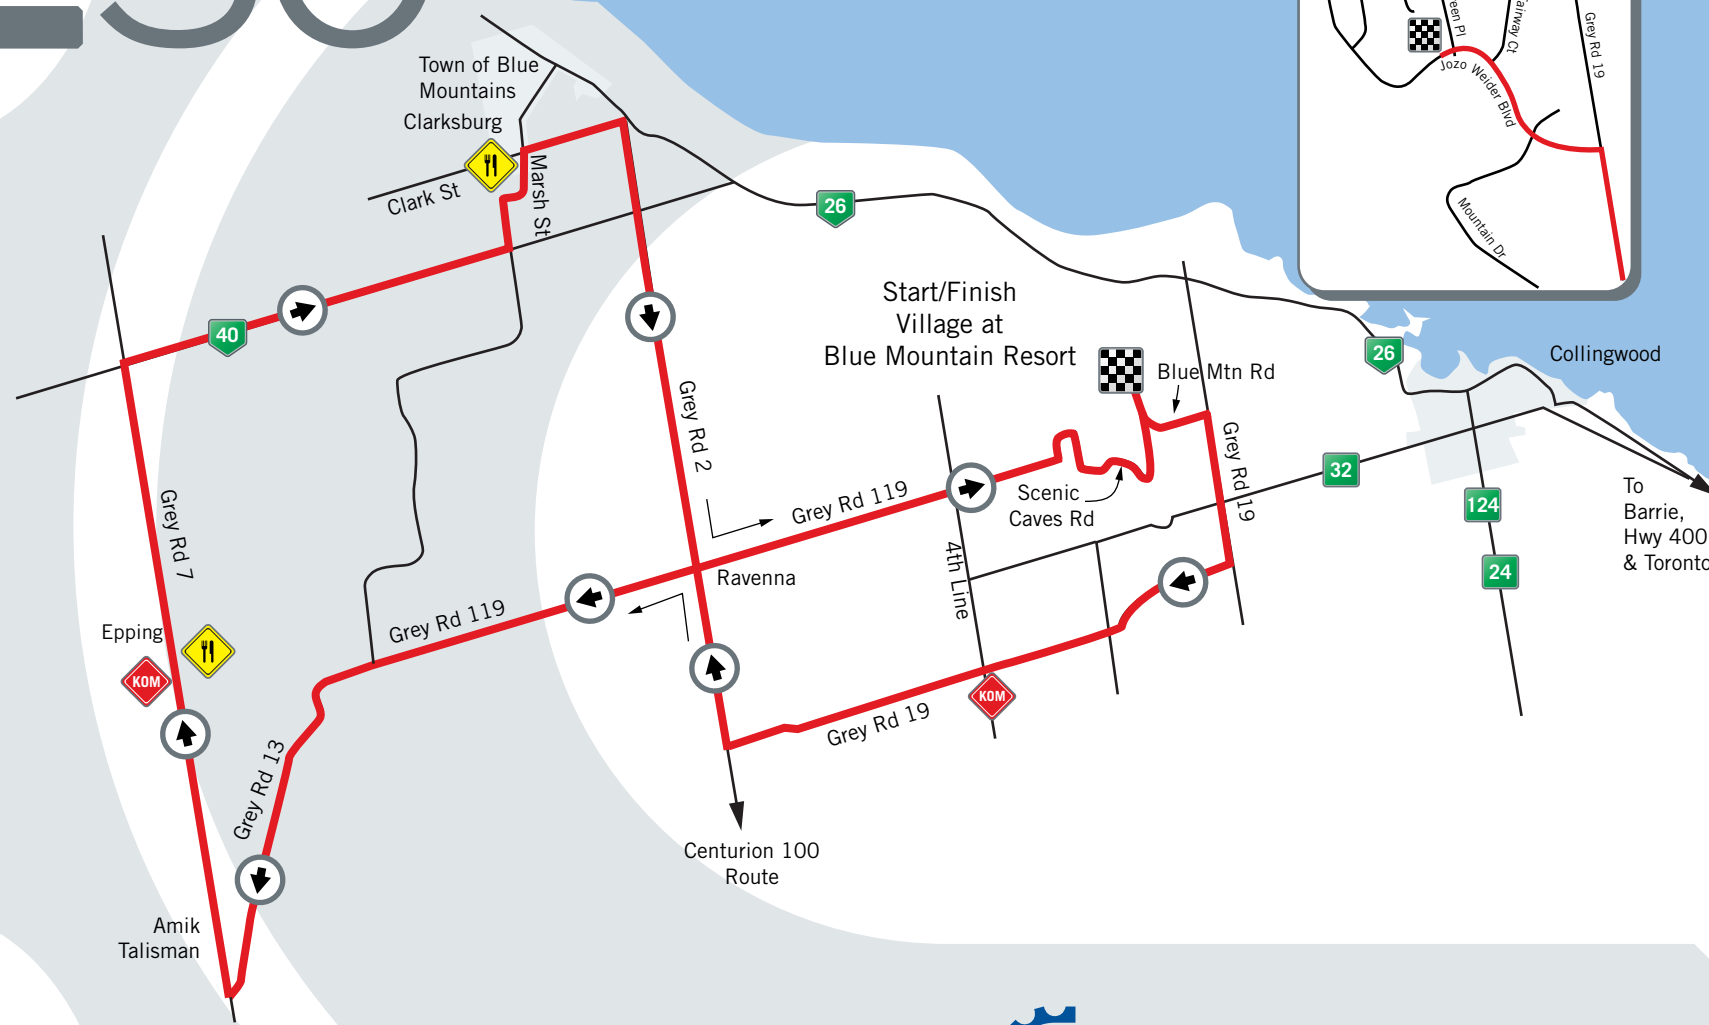 Town of Blue
Mountains
Clarksburg
Clark St
Marsh St
26
40
Grey Rd 7
Grey Rd 2
Start/Finish
Village at
Blue Mountain Resort
Blue Mtn Rd
Grey Rd 19
Grey Rd 119
Scenic
Caves Rd
4th Line
Ravenna
Grey Rd 119
Epping
KOM
KOM
Grey Rd 19
Grey Rd 13
Centurion 100
Route
Amik
Talisman
26
Collingwood
32
124
24
To
Barrie,
Hwy 400
& Toronto
Jozo Weider Blvd
Grey Rd 19
Mountain Dr